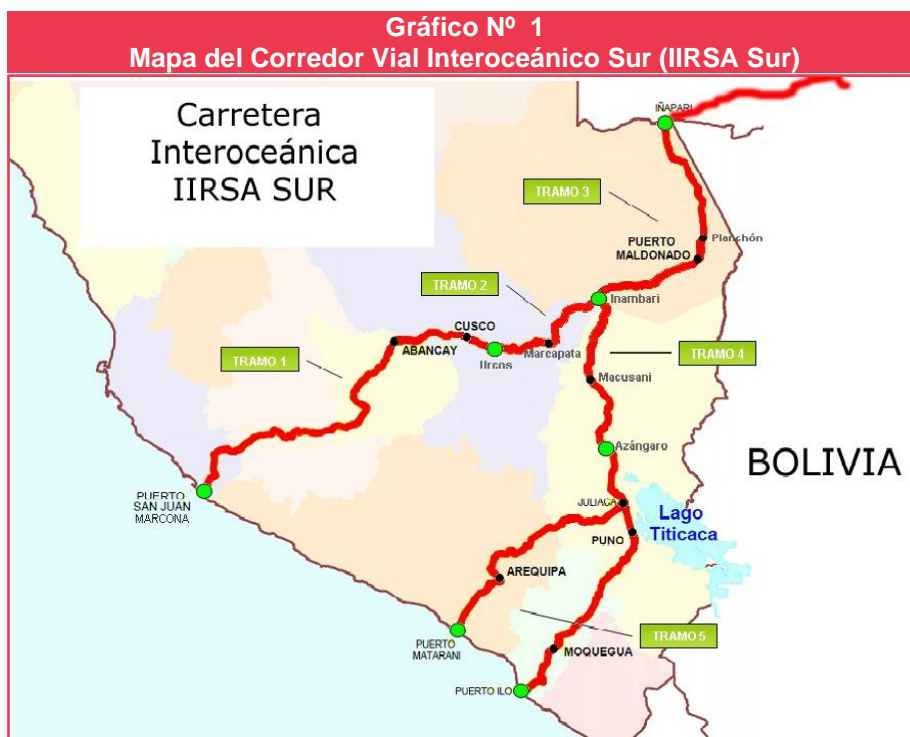 Gráfico Nº 1
Mapa del Corredor Vial Interoceánico Sur (IIRSA Sur)
Carretera
Interoceánica
IIRSA SUR
IÑAPARI
TRAMO 3
PUERTO
MALDONADO
Planchón
TRAMO 2
Inambari
CUSCO
ABANCAY
Urcos
Marcapata
TRAMO 1
TRAMO 4
Macusani
Azángaro
BOLIVIA
PUERTO
SAN JUAN
MARCONA
JULIACA
Lago
Titicaca
PUNO
AREQUIPA
PUERTO
MATARANI
TRAMO 5
MOQUEGUA
PUERTO ILO